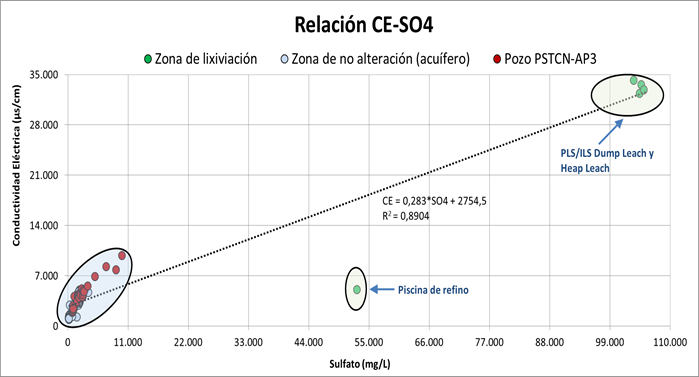 Relación CE-SO4
Zona de lixiviación
Zona de no alteración (acuífero)
Pozo PSTCN-AP3
Conductividad Eléctrica (µs/cm)
35.000
28.000
21.000
14.000
7.000
0
PLS/ILS Dump Leach y
Heap Leach
CE = 0,283*SO4 + 2754,5
R² = 0,8904
Piscina de refino
0
11.000
22.000
33.000
44.000
55.000
66.000
77.000
88.000
99.000
110.000
Sulfato (mg/L)